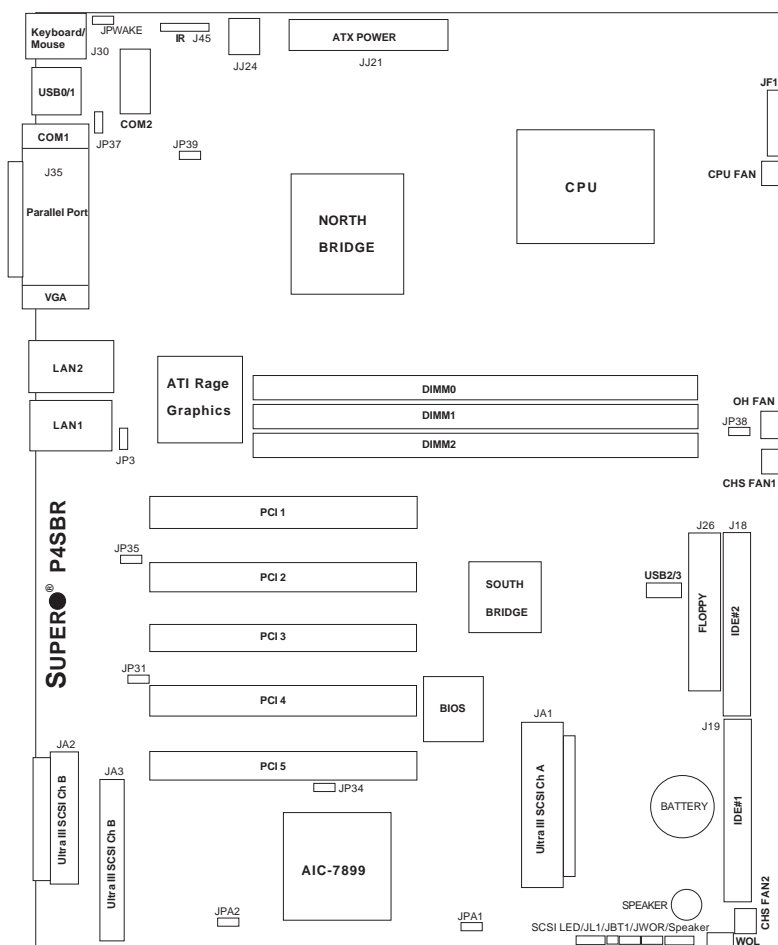 Keyboard/
Mouse
JPWAKE
J30
IR J45
JJ24
ATX POWER
JJ21
USB0/1
COM2
JF1
COM1
JP37
JP39
CPU FAN
J35
Parallel Port
NORTH
BRIDGE
CPU
VGA
LAN2
ATI Rage
Graphics
DIMM0
DIMM1
DIMM2
OH FAN
JP38
LAN1
JP3
CHS FAN1
PCI 1
J26
J18
JP35
PCI 2
SOUTH
BRIDGE
USB2/3
FLOPPY
IDE#2
SUPER® P4SBR
PCI 3
JP31
PCI 4
BIOS
JA1
J19
JA2
PCI 5
JA3
JP34
Ultra III SCSI Ch B
Ultra III SCSI Ch B
Ultra III SCSI Ch A
BATTERY
IDE#1
AIC-7899
SPEAKER
CHS FAN2
JPA2
JPA1
SCSI LED/JL1/JBT1/JWOR/Speaker
WOL